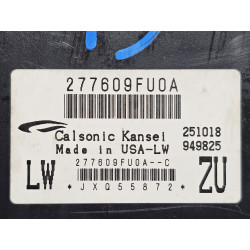 277609FU0A
Calsonic Kansei 251018
Made in USA-LW 949825
277609FU0A--C
LW *JXQ55872* ZU